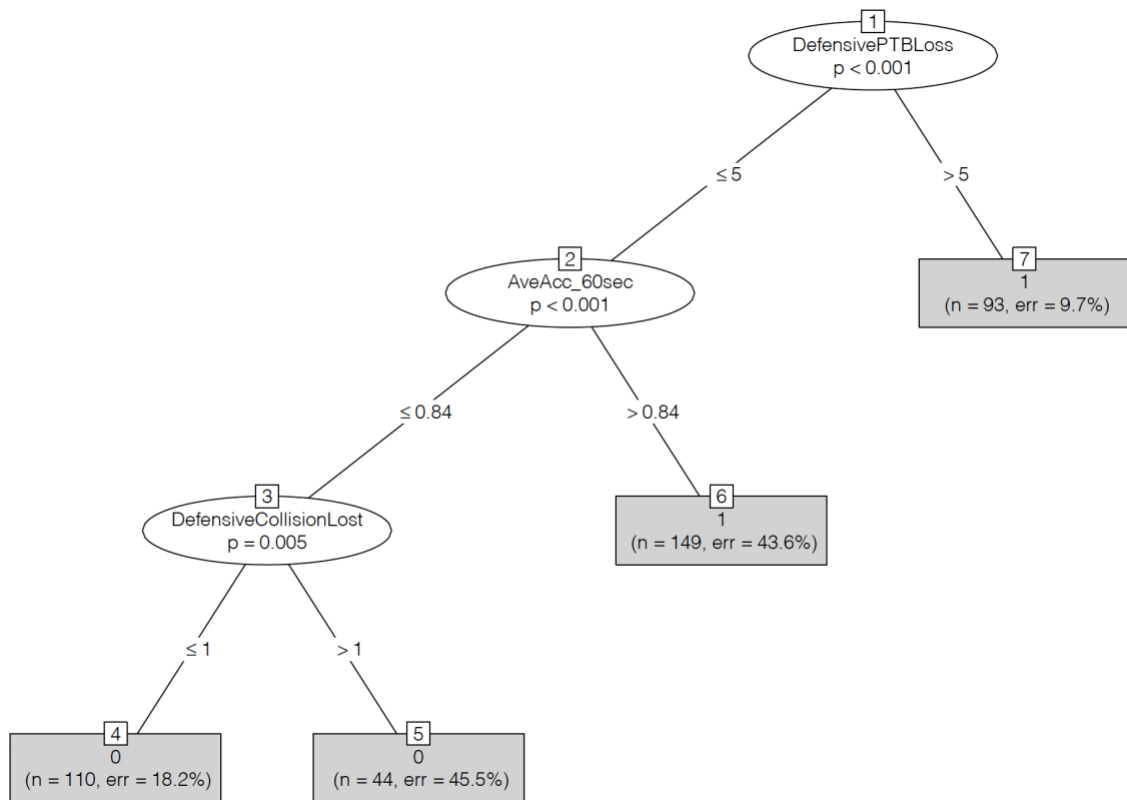 1
DefensivePTBLoss
p < 0.001
≤ 5
> 5
2
AveAcc_60sec
p < 0.001
7
1
(n = 93, err = 9.7%)
≤ 0.84
> 0.84
3
DefensiveCollisionLost
p = 0.005
6
1
(n = 149, err = 43.6%)
≤ 1
> 1
4
0
(n = 110, err = 18.2%)
5
0
(n = 44, err = 45.5%)